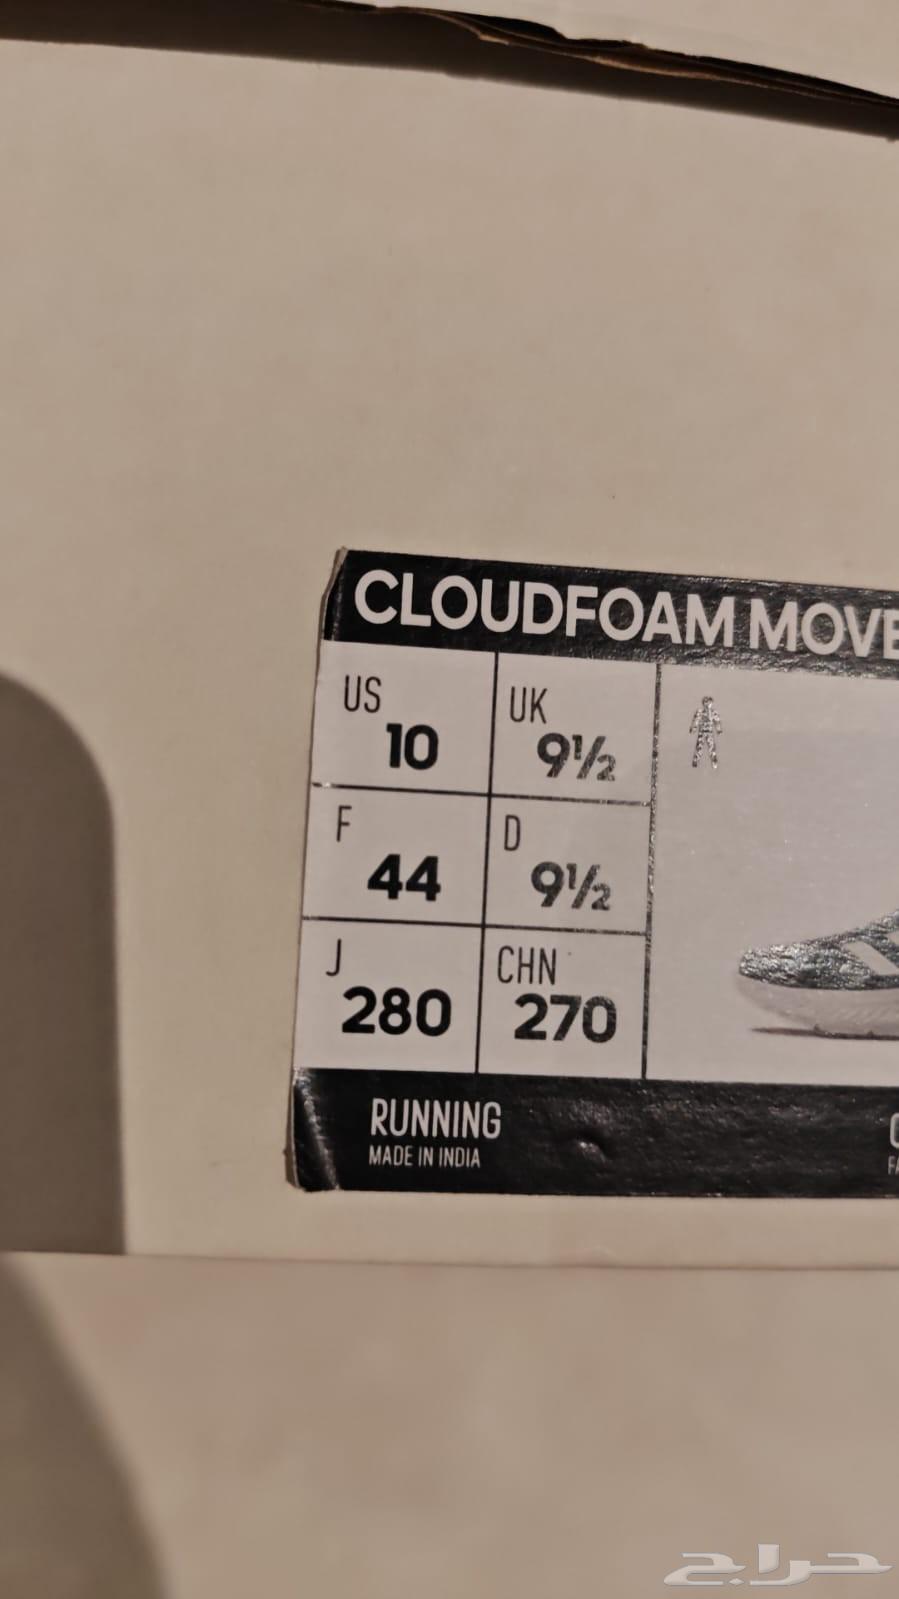 CLOUDFOAM MOVE
US 10 UK 9½
F 44 D 9½
J 280 CHN 270
RUNNING
MADE IN INDIA
حراج